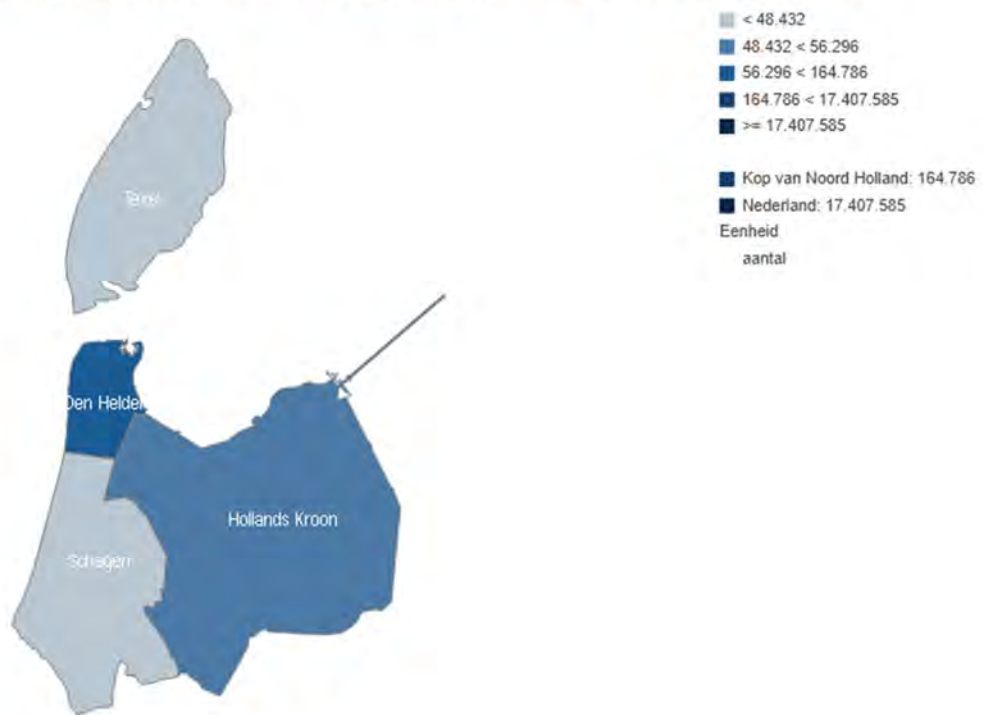 < 48.432
48.432 < 56.296
56.296 < 164.786
164.786 < 17.407.585
>= 17.407.585
Kop van Noord Holland: 164.786
Nederland: 17.407.585
Eenheid
aantal
Texel
Den Helder
Hollands Kroon
Schagen